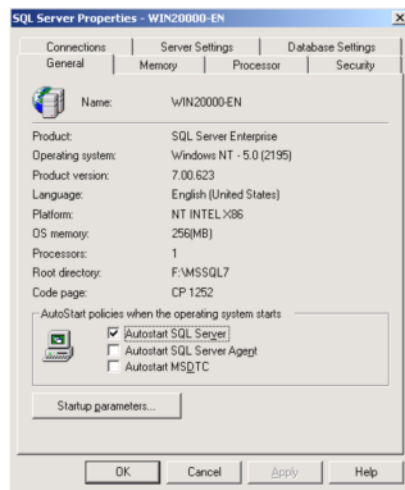 SQL Server Properties - WIN20000-EN
Connections Server Settings Database Settings
General Memory Processor Security
Name: WIN20000-EN
Product: SQL Server Enterprise
Operating system: Windows NT - 5.0 (2195)
Product version: 7.00.623
Language: English (United States)
Platform: NT INTEL X86
OS memory: 256(MB)
Processors: 1
Root directory: F:\MSSQL7
Code page: CP 1252
AutoStart policies when the operating system starts
Autostart SQL Server
Autostart SQL Server Agent
Autostart MSDTC
Startup parameters...
OK Cancel Apply Help